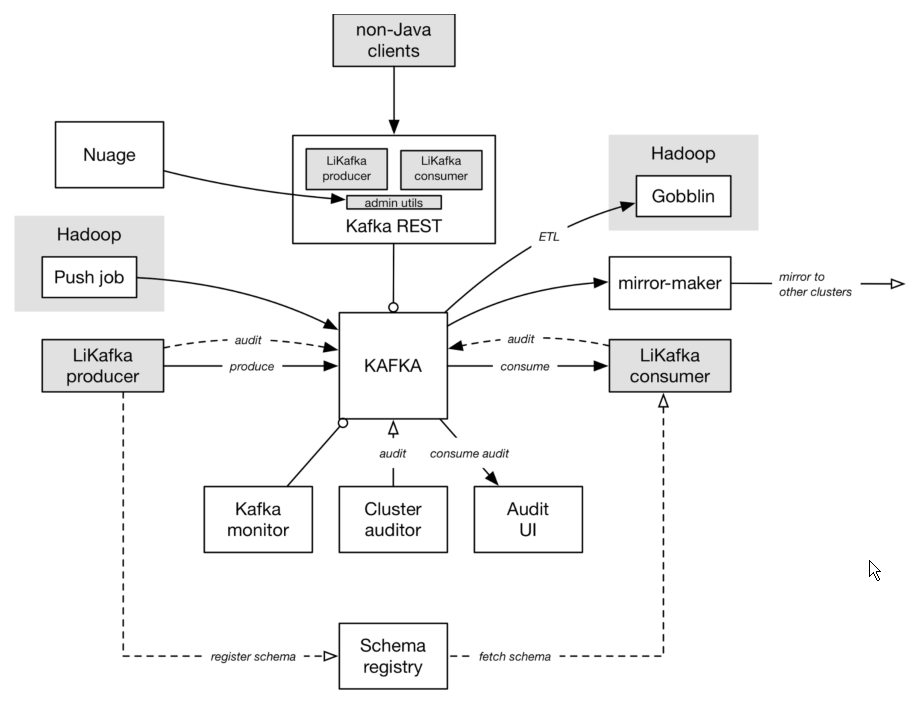 non-Java
clients
Nuage
LiKafka
producer
LiKafka
consumer
admin utils
Kafka REST
Hadoop
Gobblin
Hadoop
Push job
ETL
mirror-maker
mirror to
other clusters
LiKafka
producer
audit
produce
KAFKA
audit
consume
LiKafka
consumer
audit
consume audit
Kafka
monitor
Cluster
auditor
Audit
UI
register schema
Schema
registry
fetch schema